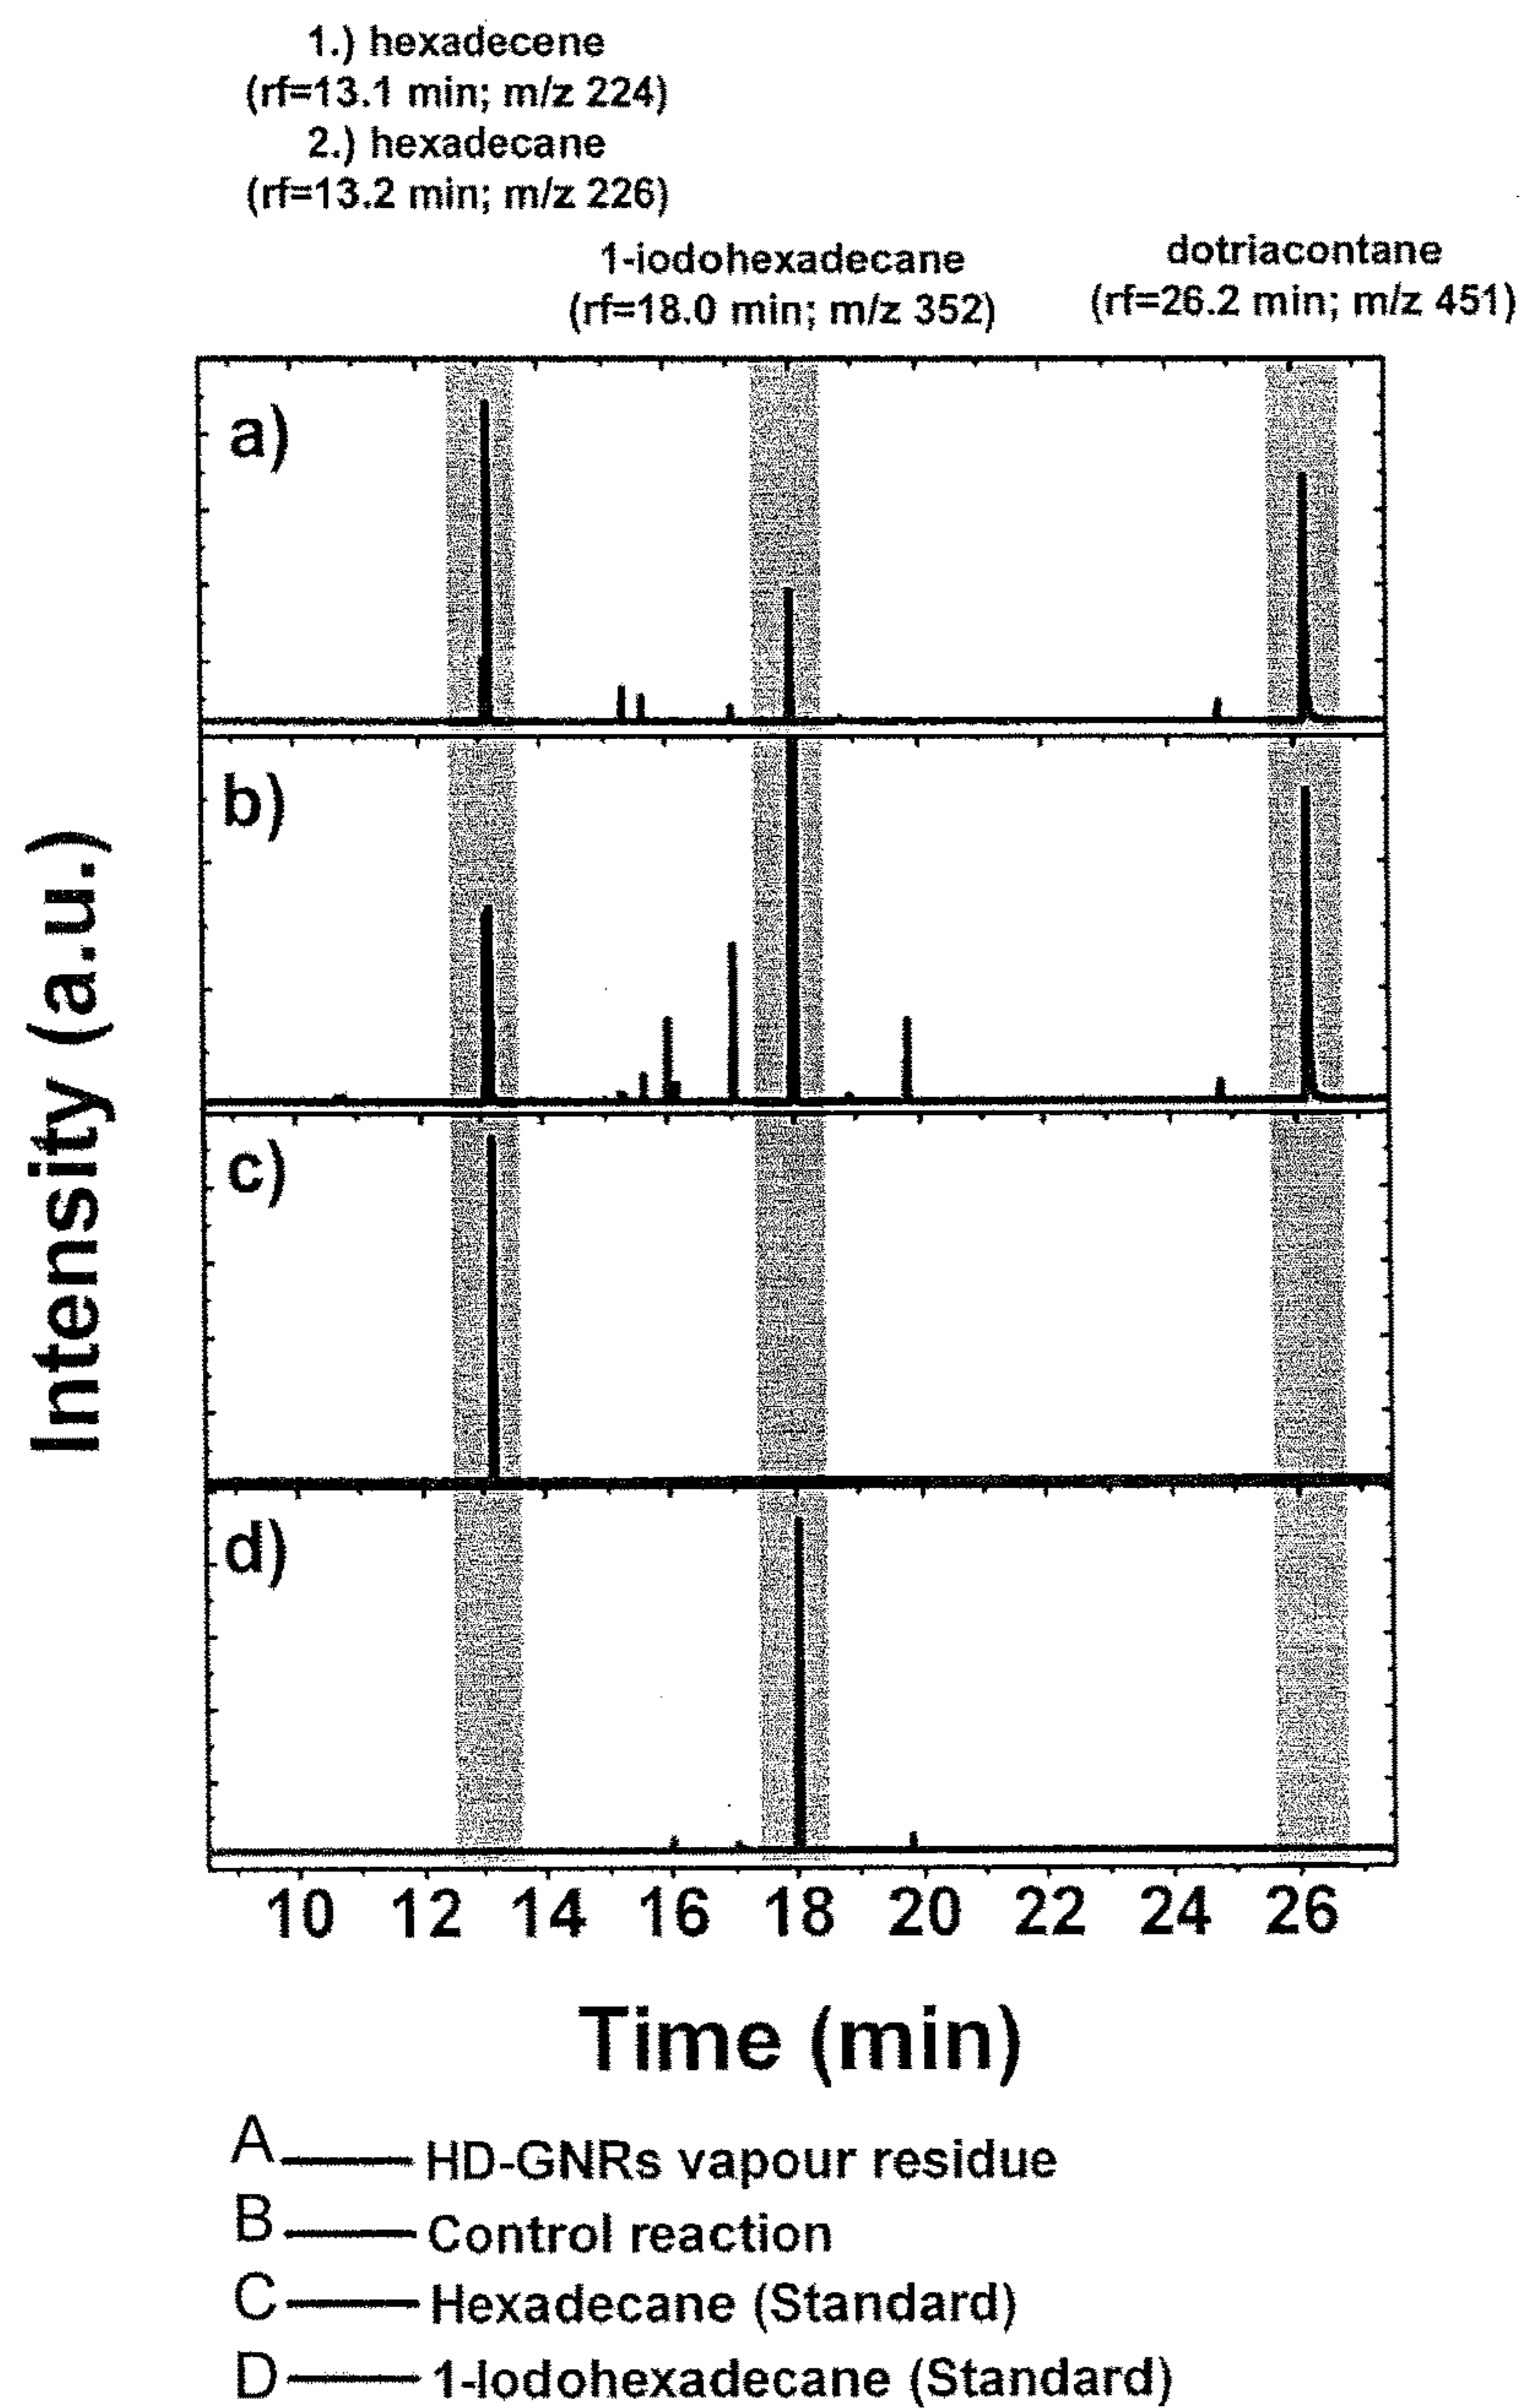 1.) hexadecene
(rf=13.1 min; m/z 224)
2.) hexadecane
(rf=13.2 min; m/z 226)
1-iodohexadecane
(rf=18.0 min; m/z 352)
dotriacontane
(rf=26.2 min; m/z 451)
a)
b)
c)
d)
Intensity (a.u.)
10 12 14 16 18 20 22 24 26
Time (min)
A HD-GNRs vapour residue
B Control reaction
C Hexadecane (Standard)
D 1-Iodohexadecane (Standard)